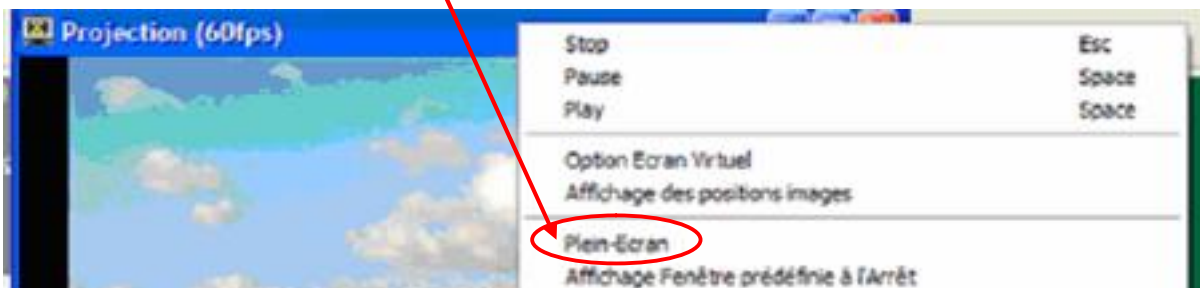 Projection (60fps)
Stop Esc
Pause Space
Play Space
Option Ecran Virtuel
Affichage des positions images
Plein-Ecran
Affichage Fenêtre prédéfinie à l'Arrêt